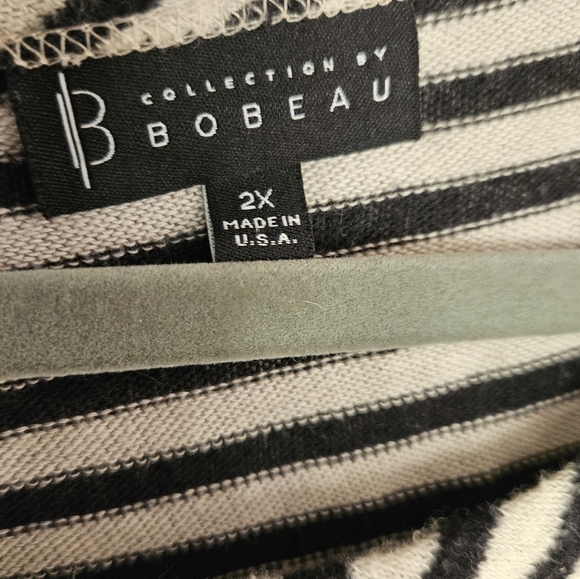 B
COLLECTION BY
BOBEAU
2X
MADE IN
U.S.A.